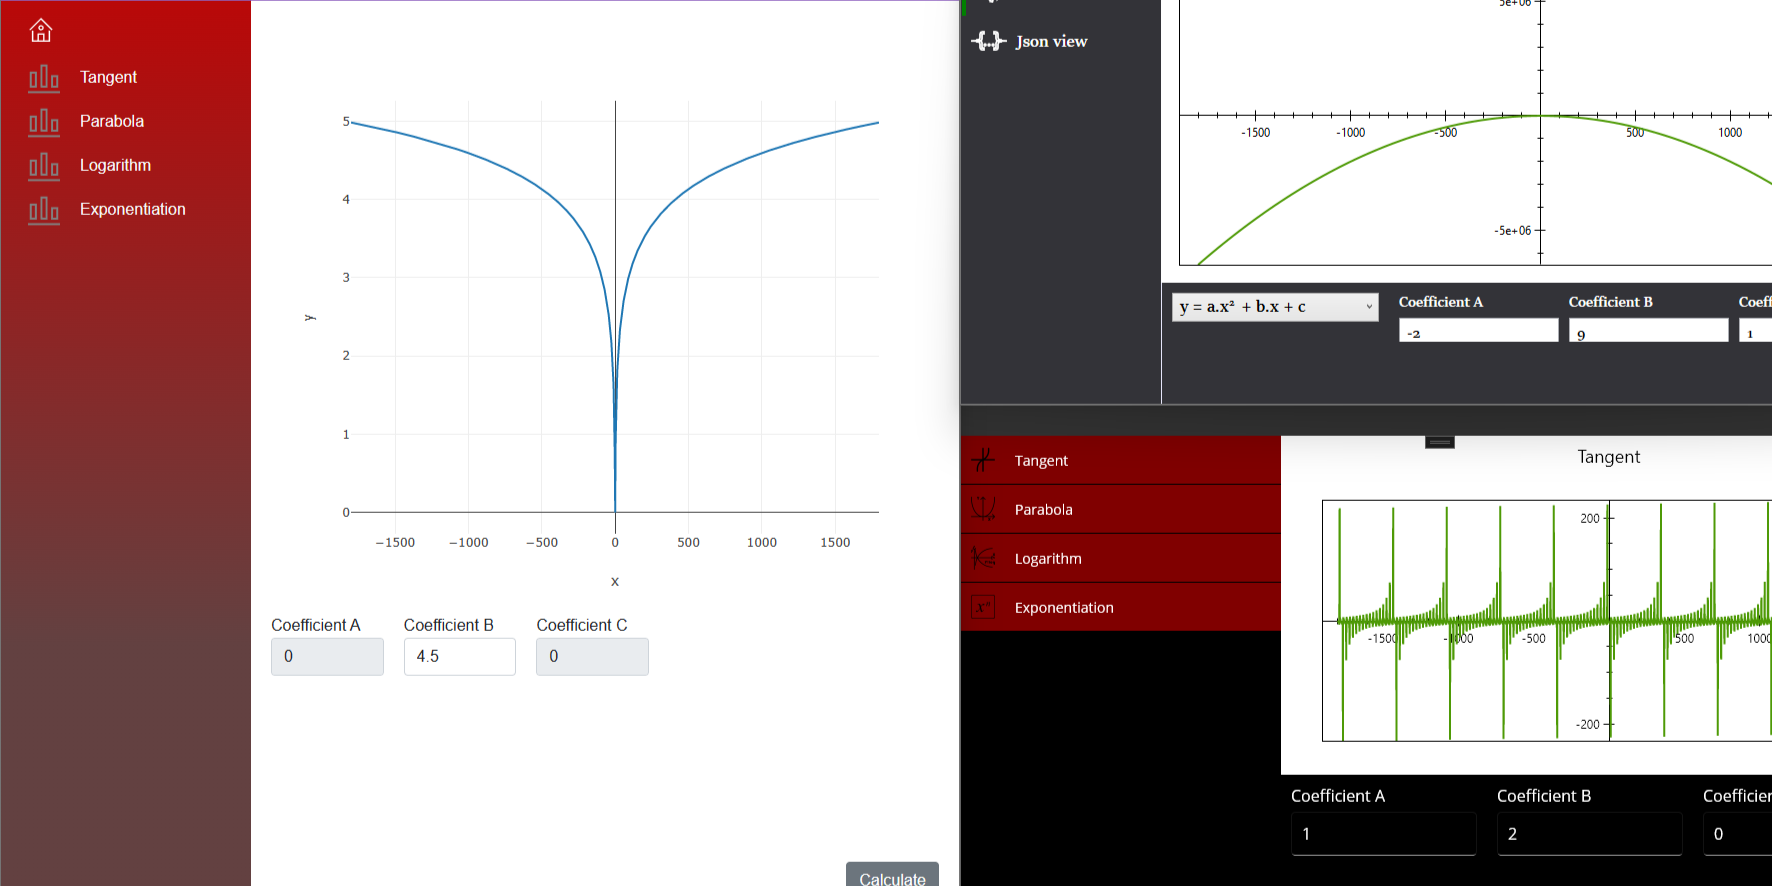 Tangent
Parabola
Logarithm
Exponentiation
5
4
3
2
1
0
y
−1500 −1000 −500 0 500 1000 1500
x
Coefficient A Coefficient B Coefficient C
0 4.5 0
Calculate
Json view
-1500 -1000 -500 500 1000
-5e+06
y = a.x² + b.x + c
Coefficient A Coefficient B Coeff
-2 9 1
Tangent
Parabola
Logarithm
Exponentiation
Tangent
200
-1500 -1000 -500 500 1000
-200
Coefficient A Coefficient B Coefficien
1 2 0